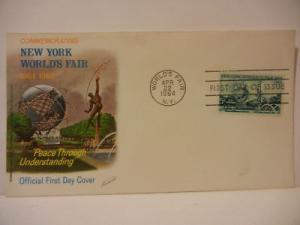 COMMEMORATING
NEW YORK
WORLD'S FAIR
1964 1965
Peace Through
Understanding
Official First Day Cover
WORLD'S FAIR
APR
22
1964
N.Y.
FIRST DAY OF ISSUE